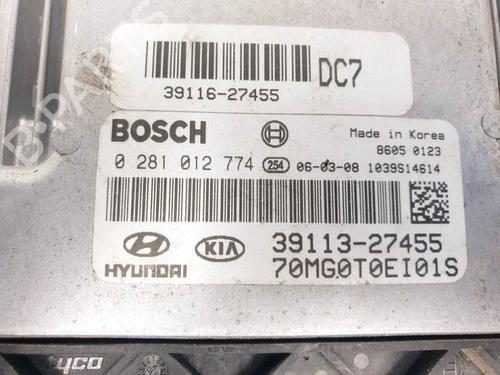 39116-27455
DC7
BOSCH
Made in Korea
8605 0123
0 281 012 774 254 06-03-08 1039S14614
HYUNDAI KIA
39113-27455
70MG0T0EI01S
tyco
B-PARTS